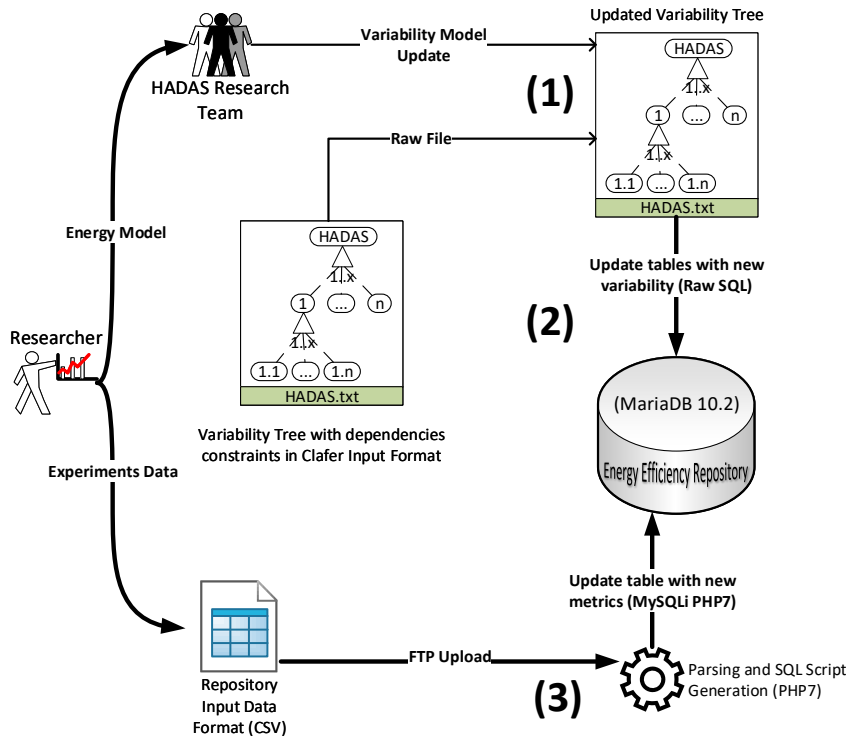 Updated Variability Tree
Variability Model
Update
HADAS Research
Team
(1)
HADAS
1..x
1
...
n
1..x
1.1
...
1.n
HADAS.txt
Raw File
Energy Model
HADAS
1..x
1
...
n
1..x
1.1
...
1.n
HADAS.txt
Variability Tree with dependencies
constraints in Clafer Input Format
Update tables with new
variability (Raw SQL)
(2)
Researcher
(MariaDB 10.2)
Energy Efficiency Repository
Experiments Data
Update table with new
metrics (MySQLi PHP7)
FTP Upload
(3)
Repository
Input Data
Format (CSV)
Parsing and SQL Script
Generation (PHP7)